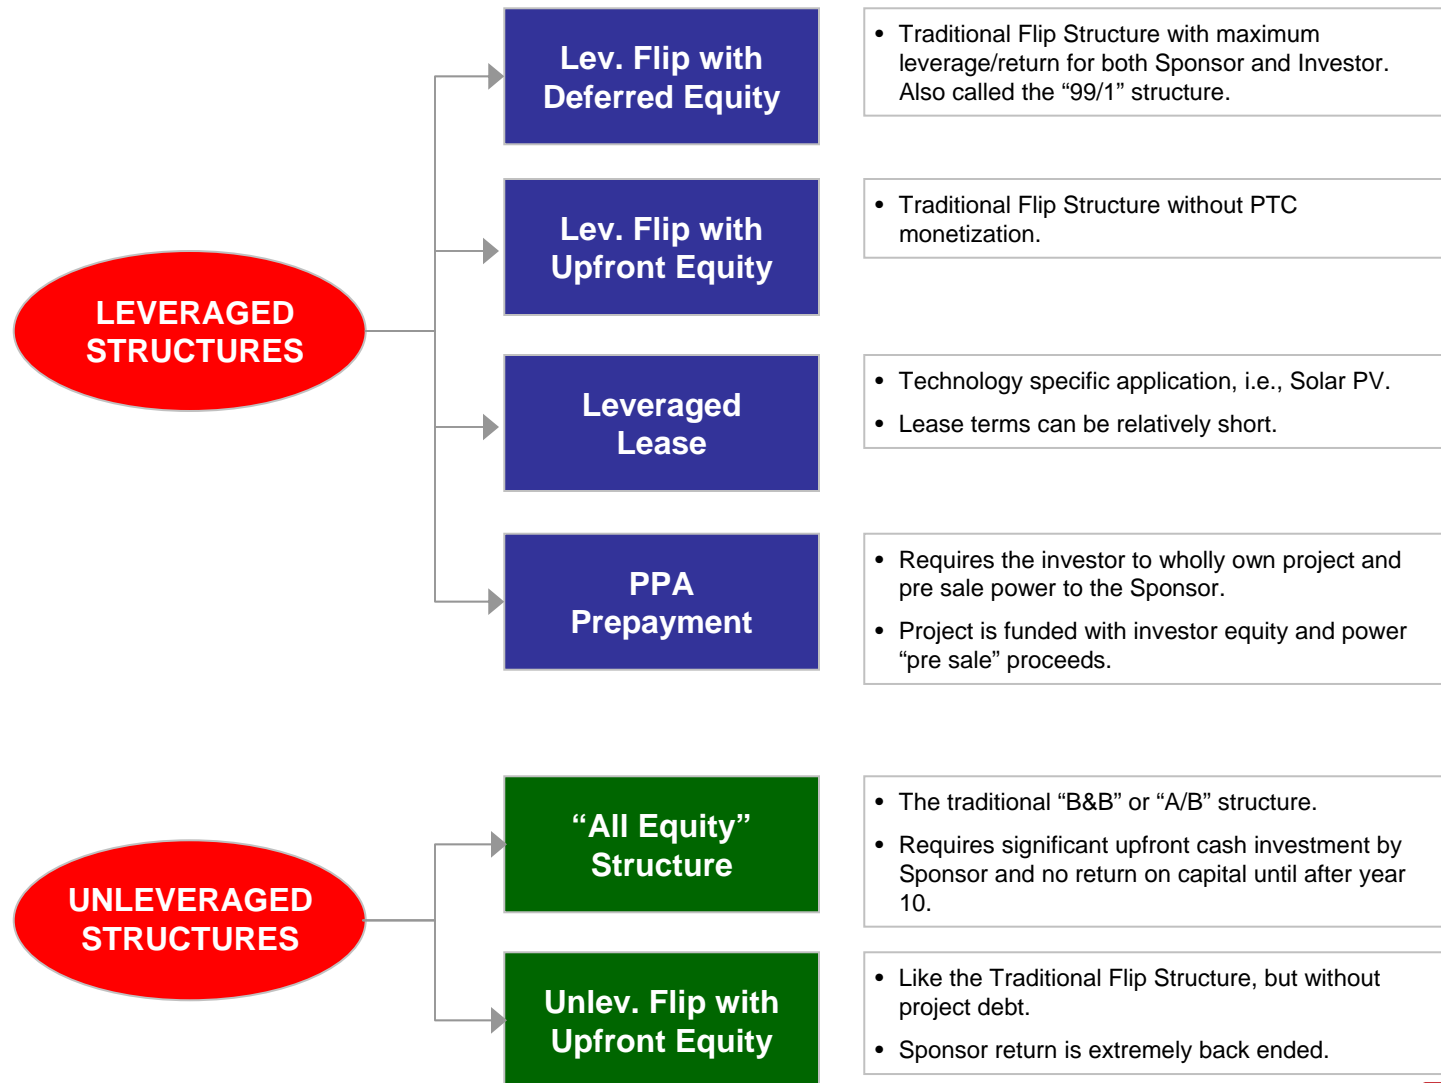 LEVERAGED
STRUCTURES
Lev. Flip with
Deferred Equity
• Traditional Flip Structure with maximum
leverage/return for both Sponsor and Investor.
Also called the “99/1” structure.
Lev. Flip with
Upfront Equity
• Traditional Flip Structure without PTC
monetization.
Leveraged
Lease
• Technology specific application, i.e., Solar PV.
• Lease terms can be relatively short.
PPA
Prepayment
• Requires the investor to wholly own project and
pre sale power to the Sponsor.
• Project is funded with investor equity and power
“pre sale” proceeds.
UNLEVERAGED
STRUCTURES
“All Equity”
Structure
• The traditional “B&B” or “A/B” structure.
• Requires significant upfront cash investment by
Sponsor and no return on capital until after year
10.
Unlev. Flip with
Upfront Equity
• Like the Traditional Flip Structure, but without
project debt.
• Sponsor return is extremely back ended.